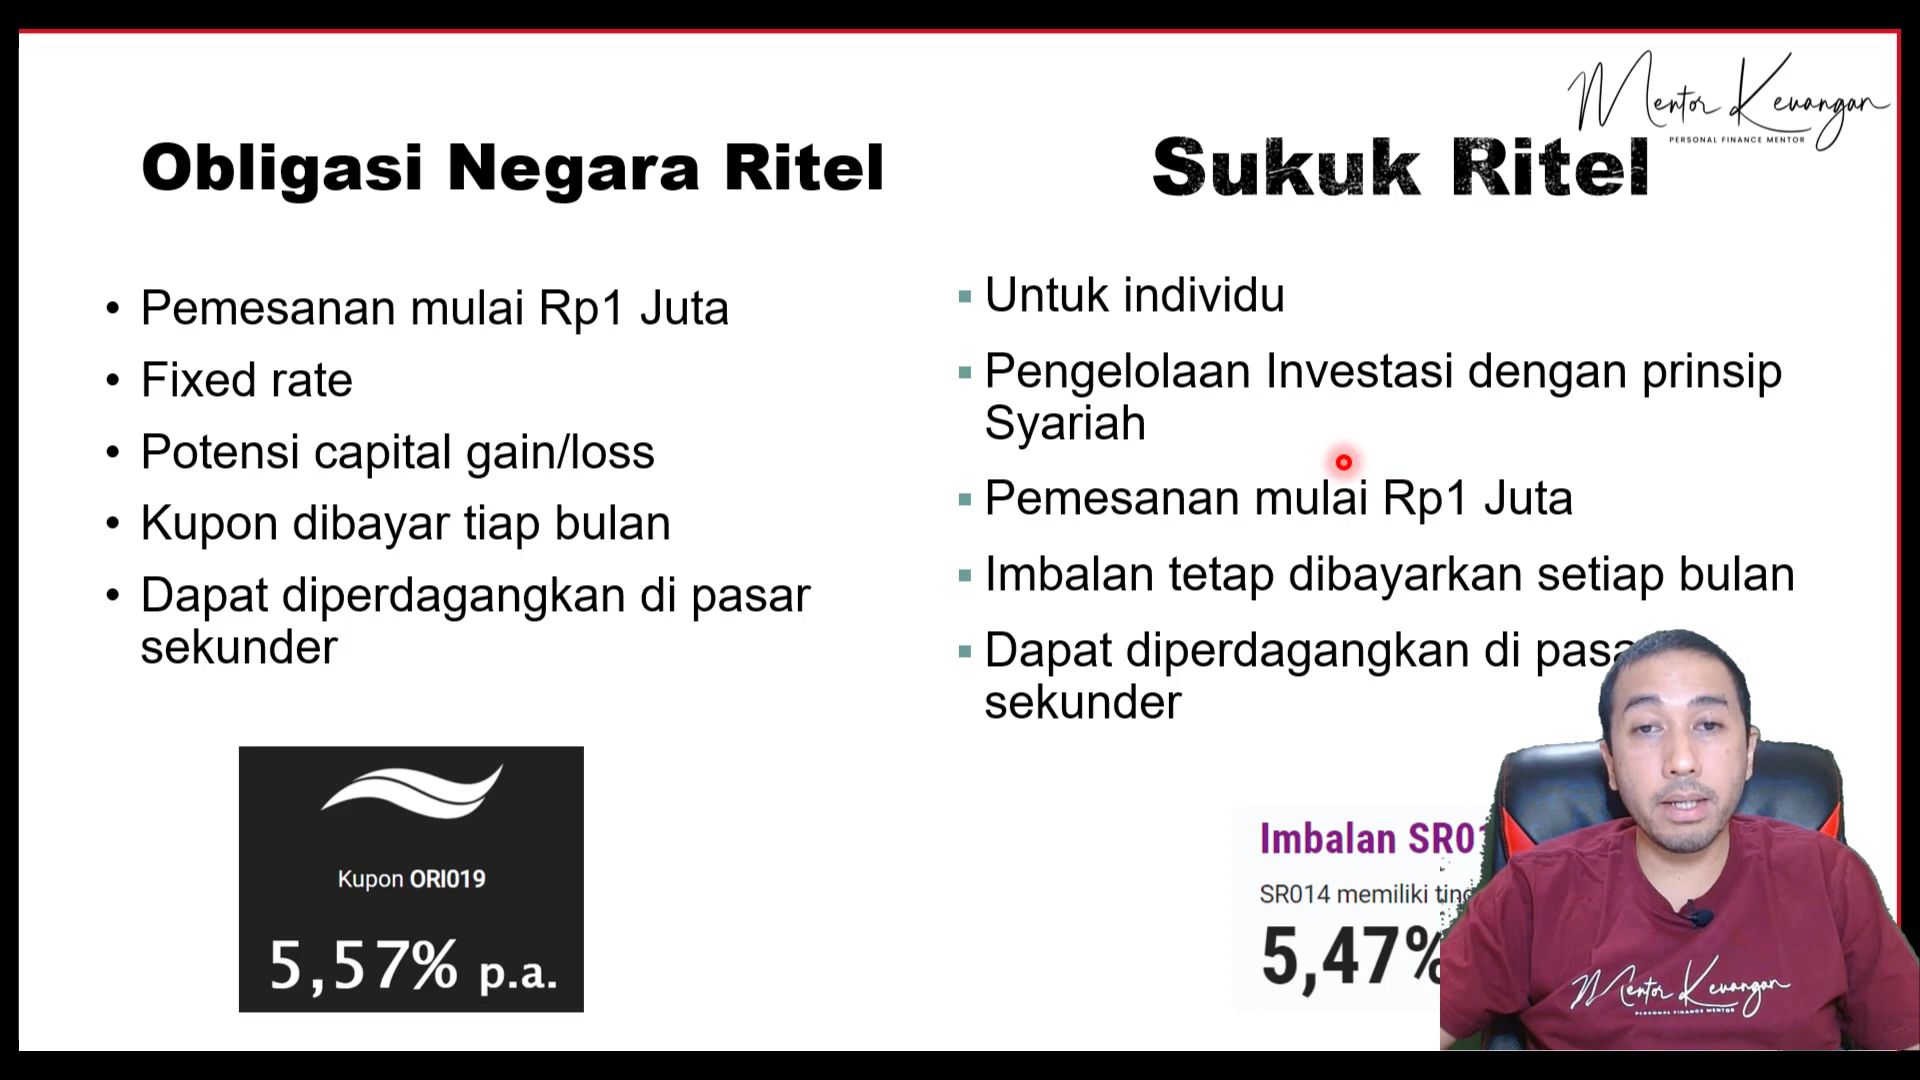 Mentor Keuangan
PERSONAL FINANCE MENTOR
Obligasi Negara Ritel
• Pemesanan mulai Rp1 Juta
• Fixed rate
• Potensi capital gain/loss
• Kupon dibayar tiap bulan
• Dapat diperdagangkan di pasar
sekunder
Kupon ORI019
5,57% p.a.
Sukuk Ritel
▪ Untuk individu
▪ Pengelolaan Investasi dengan prinsip
Syariah
▪ Pemesanan mulai Rp1 Juta
▪ Imbalan tetap dibayarkan setiap bulan
▪ Dapat diperdagangkan di
sekunder
Imbalan
SR014 memiliki
5,47%
Mentor Keuangan
PERSONAL FINANCE MENTOR